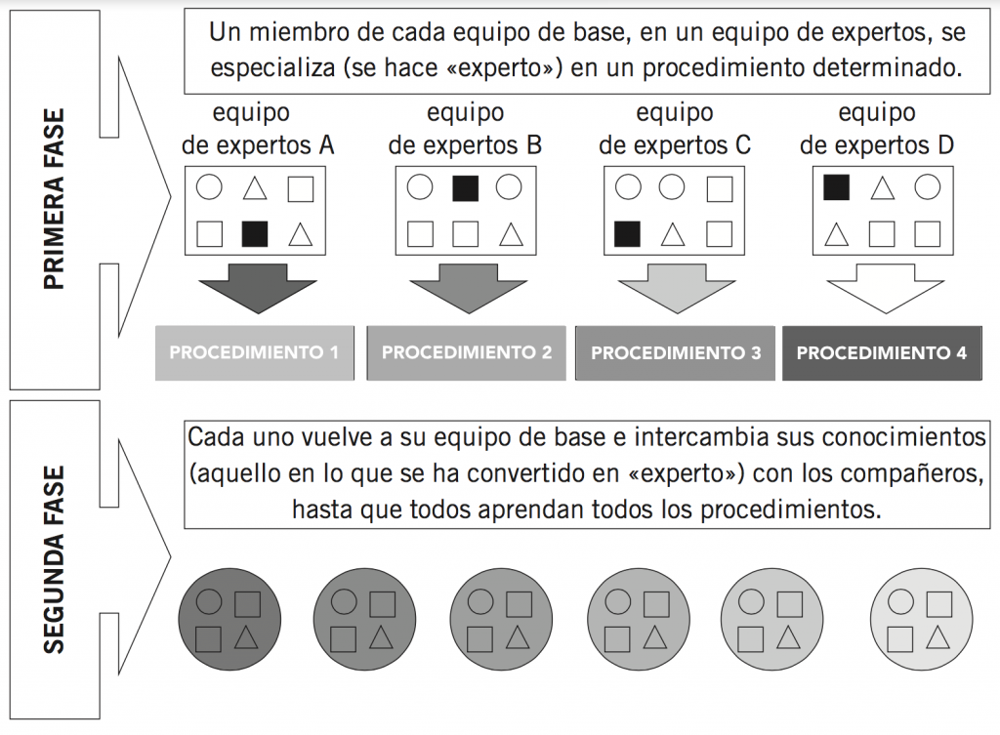 PRIMERA FASE
Un miembro de cada equipo de base, en un equipo de expertos, se
especializa (se hace «experto») en un procedimiento determinado.
equipo
de expertos A
equipo
de expertos B
equipo
de expertos C
equipo
de expertos D
PROCEDIMIENTO 1
PROCEDIMIENTO 2
PROCEDIMIENTO 3
PROCEDIMIENTO 4
SEGUNDA FASE
Cada uno vuelve a su equipo de base e intercambia sus conocimientos
(aquello en lo que se ha convertido en «experto») con los compañeros,
hasta que todos aprendan todos los procedimientos.